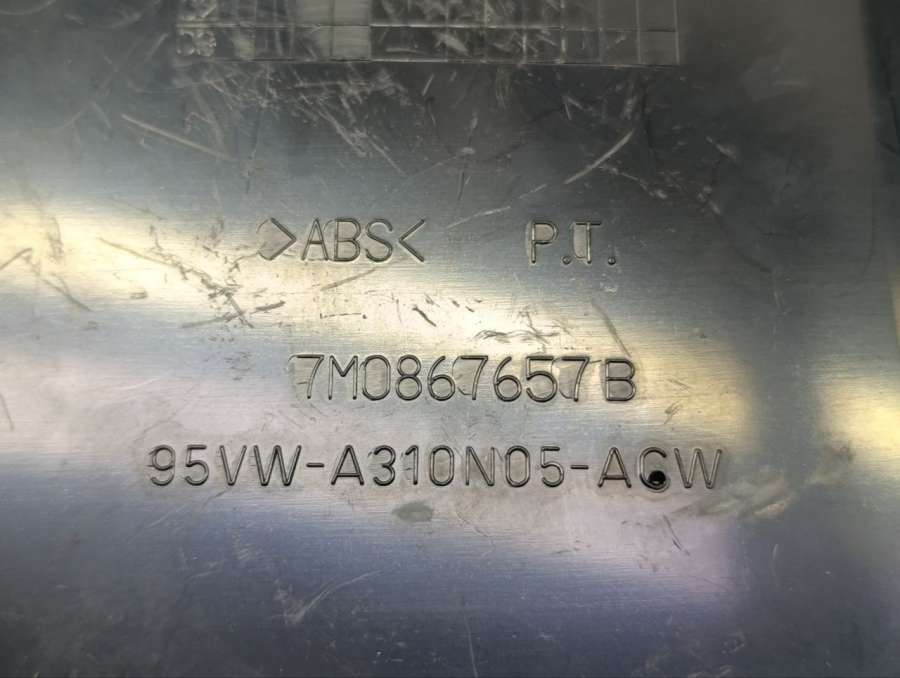 >ABS< P.T.
7M0867657B
95VW-A310N05-ACW